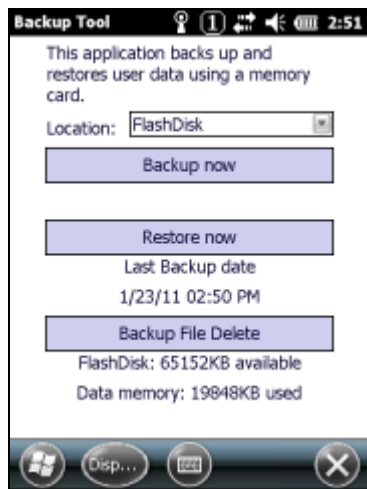 Backup Tool 1 2:51
This application backs up and
restores user data using a memory
card.
Location: FlashDisk
Backup now
Restore now
Last Backup date
1/23/11 02:50 PM
Backup File Delete
FlashDisk: 65152KB available
Data memory: 19848KB used
Disp...